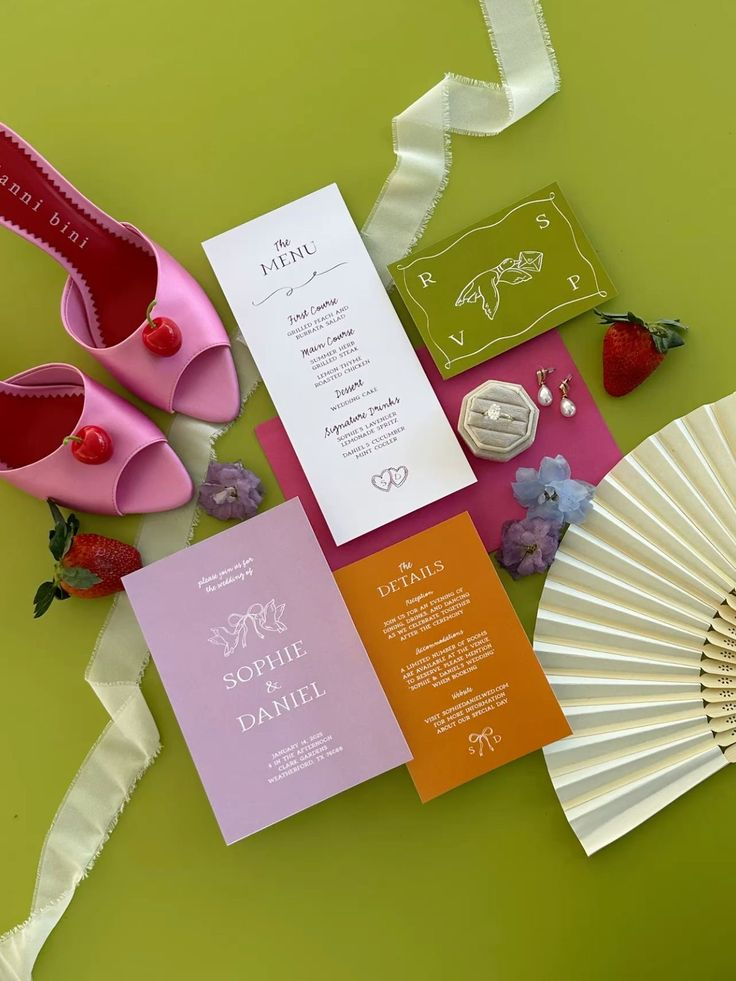 anni bini
The
MENU
First Course
GRILLED PEACH AND
BURRATA SALAD
Main Course
SUMMER HERB
GRILLED STEAK
LEMON THYME
ROASTED CHICKEN
Dessert
WEDDING CAKE
Signature Drinks
SOPHIE'S LAVENDER
LEMONADE SPRITZ
DANIEL'S CUCUMBER
MINT COOLER
S D
R S
V P
please join us for
the wedding of
SOPHIE
&
DANIEL
JANUARY 14, 2025
4 IN THE AFTERNOON
CLARK GARDENS
WEATHERFORD, TX 76088
The
DETAILS
Reception
JOIN US FOR AN EVENING OF
DINING, DRINKS, AND DANCING
AS WE CELEBRATE TOGETHER
AFTER THE CEREMONY
Accommodations
A LIMITED NUMBER OF ROOMS
ARE AVAILABLE AT THE VENUE
TO RESERVE, PLEASE MENTION
"SOPHIE & DANIEL'S WEDDING"
WHEN BOOKING
Website
VISIT SOPHIEDANIELWED.COM
FOR MORE INFORMATION
ABOUT OUR SPECIAL DAY
S D